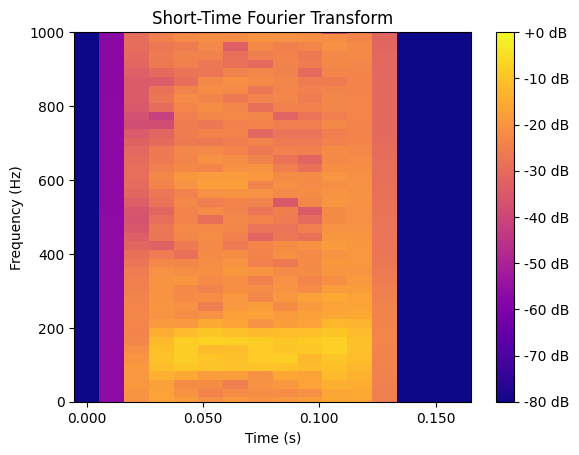 Short-Time Fourier Transform
Frequency (Hz)
1000
800
600
400
200
0
0.000
0.050
0.100
0.150
Time (s)
+0 dB
-10 dB
-20 dB
-30 dB
-40 dB
-50 dB
-60 dB
-70 dB
-80 dB